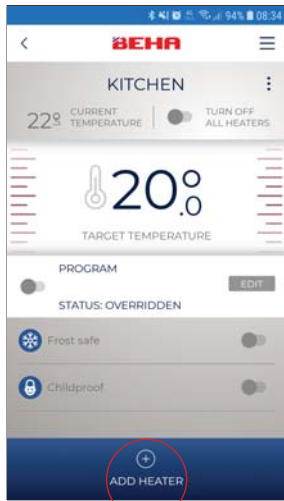 94% 08:34
BEHA
KITCHEN
22⁹ CURRENT TEMPERATURE
TURN OFF ALL HEATERS
20.0°
TARGET TEMPERATURE
PROGRAM
EDIT
STATUS: OVERRIDDEN
Frost safe
Childproof
ADD HEATER